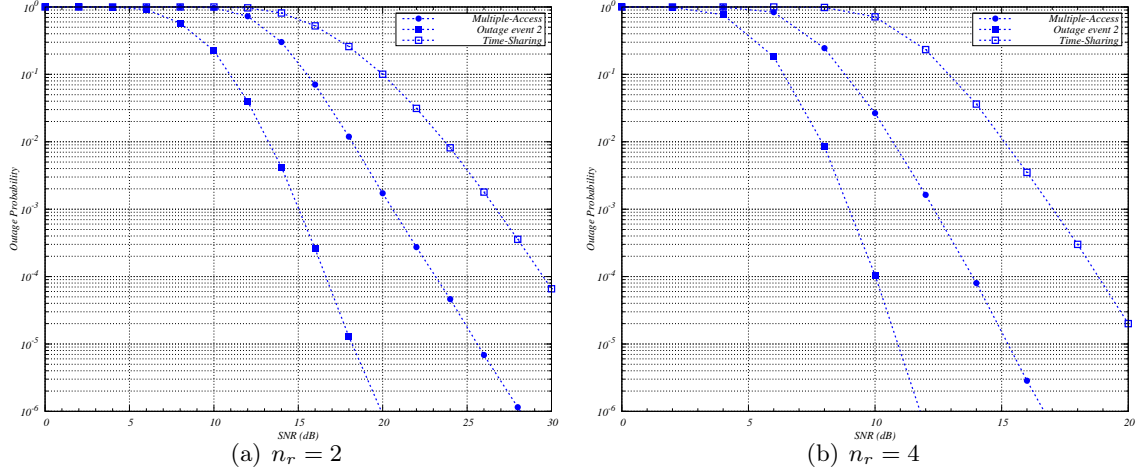 10^0
10^-1
10^-2
10^-3
10^-4
10^-5
10^-6
Outage Probability
0 5 10 15 20 25 30
SNR (dB)
Multiple-Access
Outage event 2
Time-Sharing
(a) n_r = 2
10^0
10^-1
10^-2
10^-3
10^-4
10^-5
10^-6
Outage Probability
0 5 10 15 20
SNR (dB)
Multiple-Access
Outage event 2
Time-Sharing
(b) n_r = 4